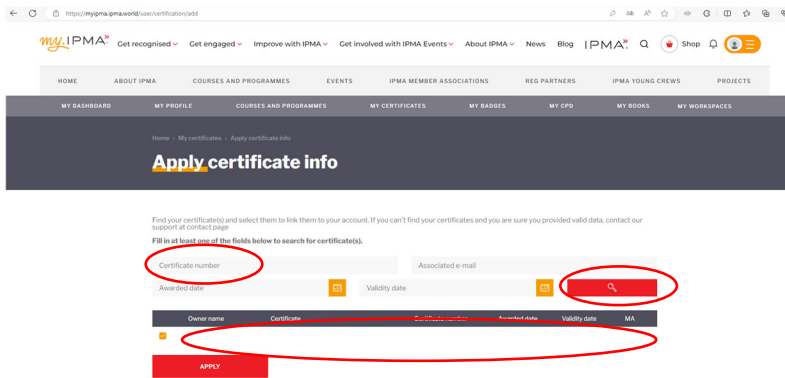 https://myipma.ipma.world/user/certification/add
my.IPMA Get recognised Get engaged Improve with IPMA Get involved with IPMA Events About IPMA News Blog IPMA Shop
HOME ABOUT IPMA COURSES AND PROGRAMMES EVENTS IPMA MEMBER ASSOCIATIONS REG PARTNERS IPMA YOUNG CREWS PROJECTS
MY DASHBOARD MY PROFILE COURSES AND PROGRAMMES MY CERTIFICATES MY BADGES MY CPD MY BOOKS MY WORKSPACES
Home › My certificates › Apply certificate info
Apply certificate info
Find your certificate(s) and select them to link them to your account. If you can't find your certificates and you are sure you provided valid data, contact our
support at contact page
Fill in at least one of the fields below to search for certificate(s).
Certificate number Associated e-mail
Awarded date Validity date
Owner name Certificate Certificate number Awarded date Validity date MA
APPLY